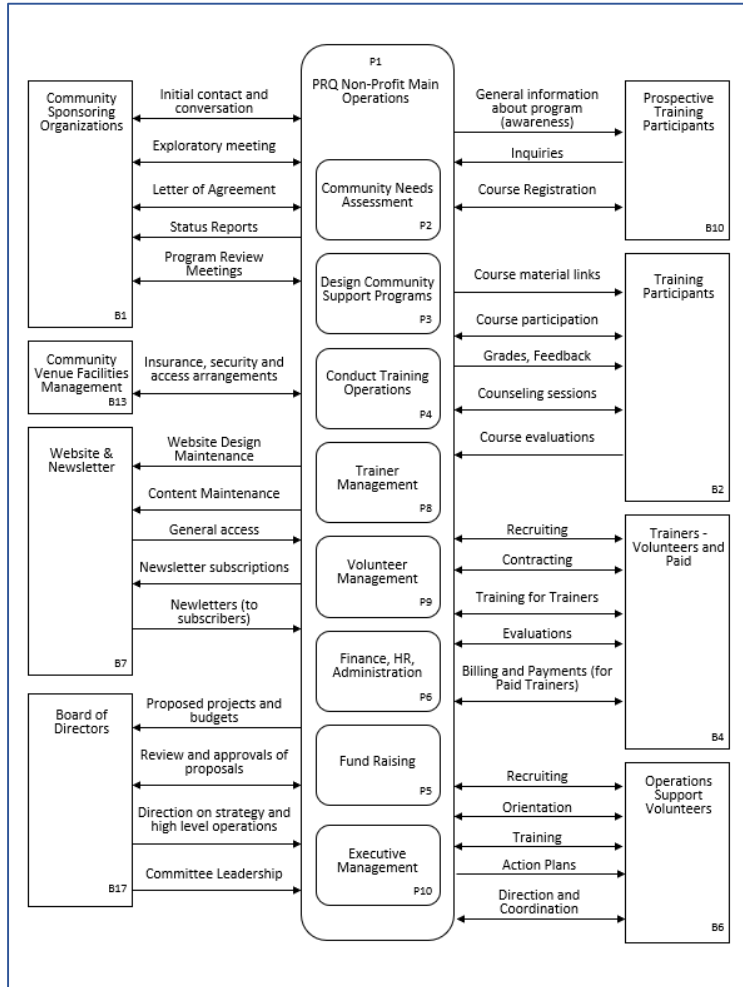 P1
PRQ Non-Profit Main
Operations
Community
Sponsoring
Organizations
B1
Initial contact and
conversation
Exploratory meeting
Letter of Agreement
Status Reports
Program Review
Meetings
Community
Venue Facilities
Management
B13
Insurance, security and
access arrangements
Website &
Newsletter
B7
Website Design
Maintenance
Content Maintenance
General access
Newsletter subscriptions
Newletters (to
subscribers)
Board of
Directors
B17
Proposed projects and
budgets
Review and approvals of
proposals
Direction on strategy and
high level operations
Committee Leadership
Community Needs
Assessment
P2
Design Community
Support Programs
P3
Conduct Training
Operations
P4
Trainer
Management
P8
Volunteer
Management
P9
Finance, HR,
Administration
P6
Fund Raising
P5
Executive
Management
P10
General information
about program
(awareness)
Inquiries
Course Registration
Prospective
Training
Participants
B10
Course material links
Course participation
Grades, Feedback
Counseling sessions
Course evaluations
Training
Participants
B2
Recruiting
Contracting
Training for Trainers
Evaluations
Billing and Payments (for
Paid Trainers)
Trainers -
Volunteers and
Paid
B4
Recruiting
Orientation
Training
Action Plans
Direction and
Coordination
Operations
Support
Volunteers
B6